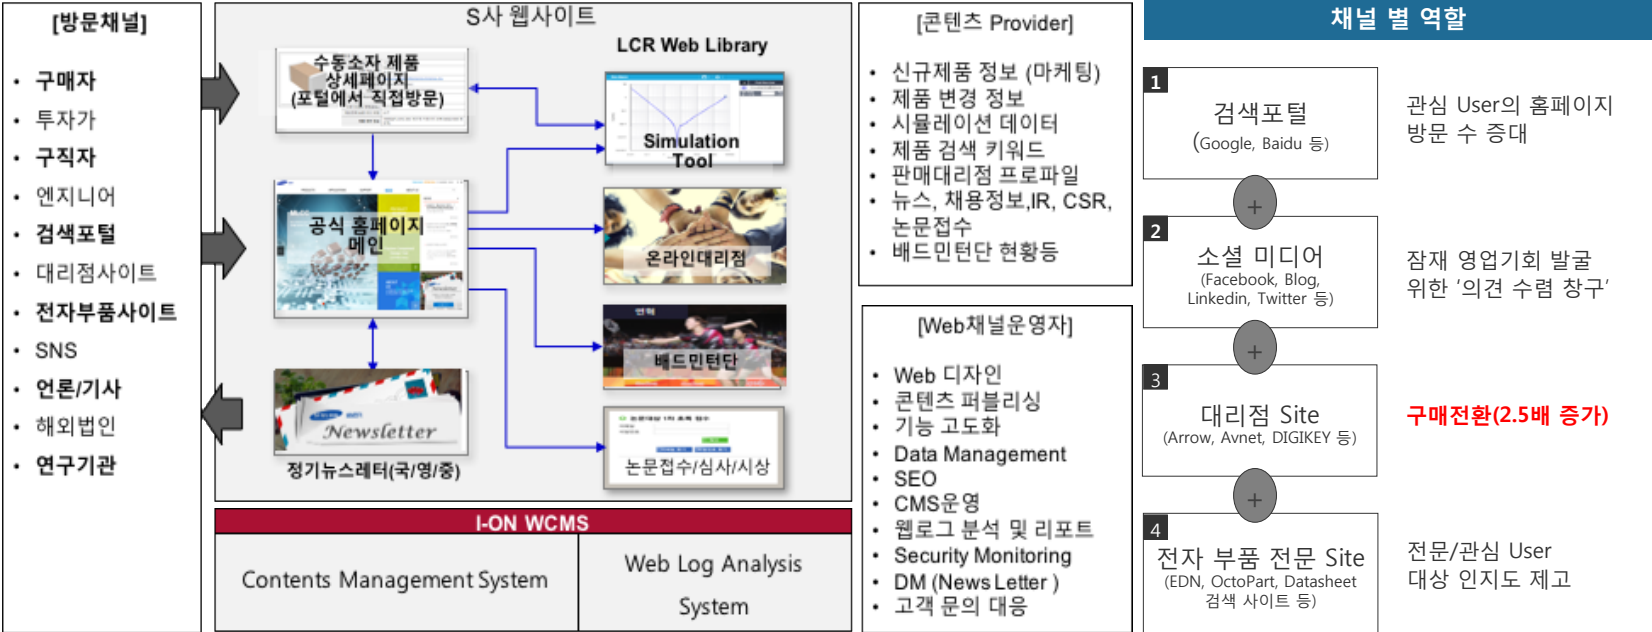 [방문채널]
• 구매자
• 투자가
• 구직자
• 엔지니어
• 검색포털
• 대리점사이트
• 전자부품사이트
• SNS
• 언론/기사
• 해외법인
• 연구기관
S사 웹사이트
수동소자 제품
상세페이지
(포털에서 직접방문)
LCR Web Library
Simulation
Tool
공식 홈페이지
메인
온라인대리점
연혁
배드민턴단
Newsletter
정기뉴스레터(국/영/중)
논문접수/심사/시상
I-ON WCMS
Contents Management System
Web Log Analysis
System
[콘텐츠 Provider]
• 신규제품 정보 (마케팅)
• 제품 변경 정보
• 시뮬레이션 데이터
• 제품 검색 키워드
• 판매대리점 프로파일
• 뉴스, 채용정보,IR, CSR,
논문접수
• 배드민턴단 현황등
[Web채널운영자]
• Web 디자인
• 콘텐츠 퍼블리싱
• 기능 고도화
• Data Management
• SEO
• CMS운영
• 웹로그 분석 및 리포트
• Security Monitoring
• DM (News Letter )
• 고객 문의 대응
채널 별 역할
1
검색포털
(Google, Baidu 등)
관심 User의 홈페이지
방문 수 증대
+
2
소셜 미디어
(Facebook, Blog,
Linkedin, Twitter 등)
잠재 영업기회 발굴
위한 '의견 수렴 창구'
+
3
대리점 Site
(Arrow, Avnet, DIGIKEY 등)
구매전환(2.5배 증가)
+
4
전자 부품 전문 Site
(EDN, OctoPart, Datasheet
검색 사이트 등)
전문/관심 User
대상 인지도 제고